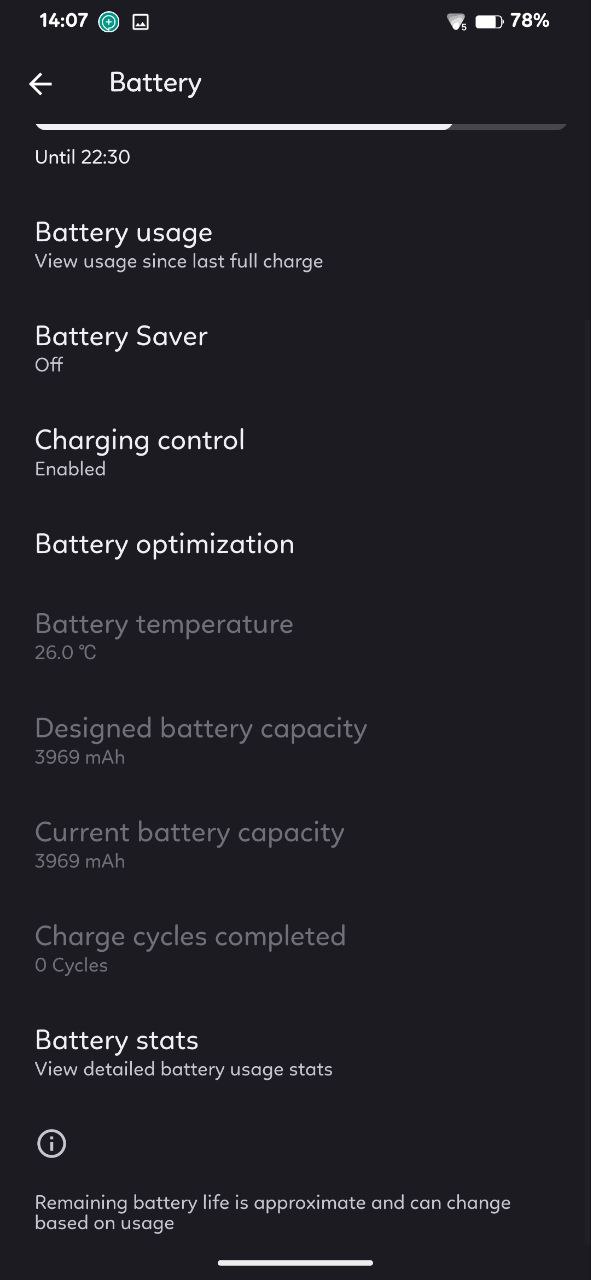 14:07
5
78%
Battery
Until 22:30
Battery usage
View usage since last full charge
Battery Saver
Off
Charging control
Enabled
Battery optimization
Battery temperature
26.0 ℃
Designed battery capacity
3969 mAh
Current battery capacity
3969 mAh
Charge cycles completed
0 Cycles
Battery stats
View detailed battery usage stats
Remaining battery life is approximate and can change
based on usage